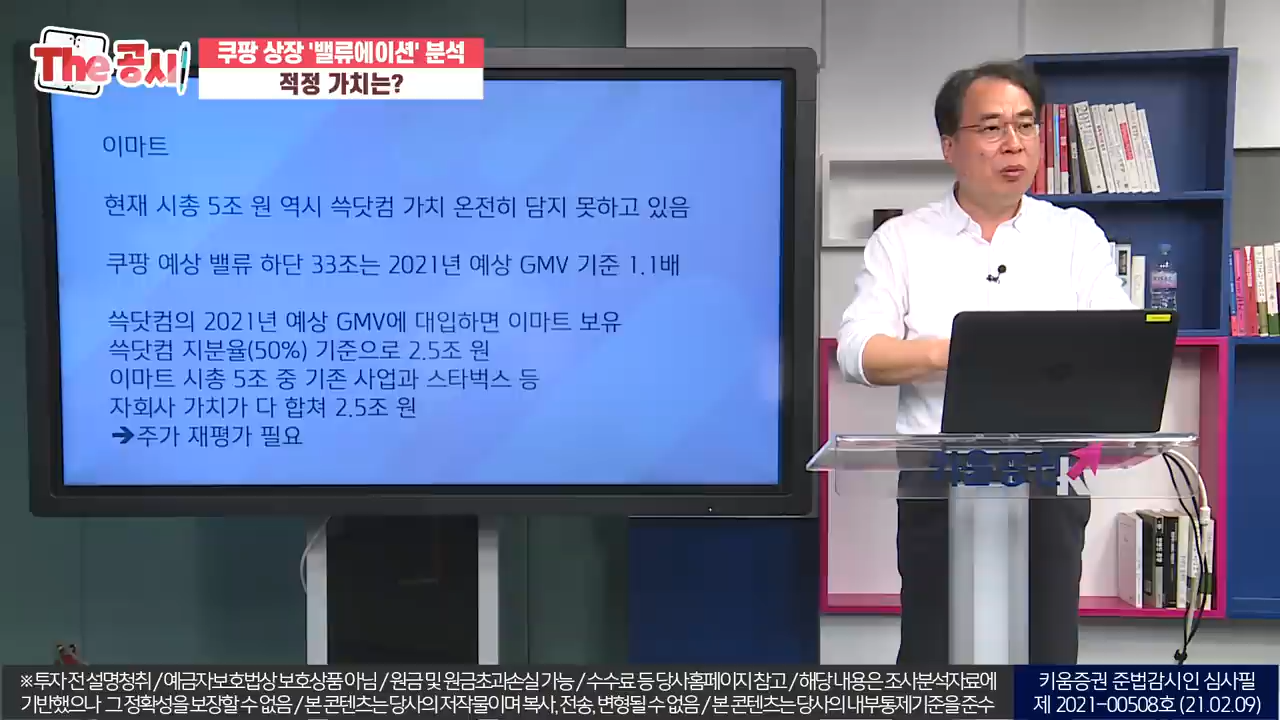 The 공시
쿠팡 상장 '밸류에이션' 분석
적정 가치는?
이마트
현재 시총 5조 원 역시 쓱닷컴 가치 온전히 담지 못하고 있음
쿠팡 예상 밸류 하단 33조는 2021년 예상 GMV 기준 1.1배
쓱닷컴의 2021년 예상 GMV에 대입하면 이마트 보유
쓱닷컴 지분율(50%) 기준으로 2.5조 원
이마트 시총 5조 중 기존 사업과 스타벅스 등
자회사 가치가 다 합쳐 2.5조 원
➔주가 재평가 필요
※ 투자 전 설명청취 / 예금자보호법상 보호상품 아님 / 원금 및 원금초과손실 가능 / 수수료 등 당사홈페이지 참고 / 해당 내용은 조사분석자료에
기반했으나 그 정확성을 보장할 수 없음 / 본 콘텐츠는 당사의 저작물이며 복사, 전송, 변형될 수 없음 / 본 콘텐츠는 당사의 내부통제기준을 준수
키움증권 준법감시인 심사필
제 2021-00508호 (21.02.09)